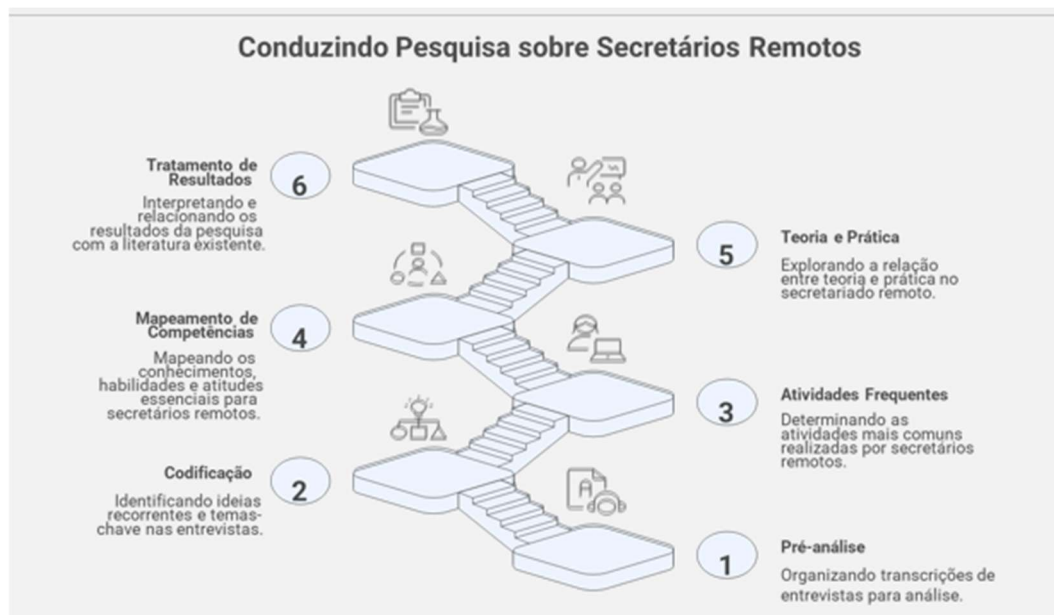 Conduzindo Pesquisa sobre Secretários Remotos
Tratamento de
Resultados
6
Interpretando e
relacionando os
resultados da pesquisa
com a literatura existente.
5
Teoria e Prática
Explorando a relação
entre teoria e prática no
secretariado remoto.
Mapeamento de
Competências
4
Mapeando os
conhecimentos,
habilidades e atitudes
essenciais para
secretários remotos.
3
Atividades Frequentes
Determinando as
atividades mais comuns
realizadas por secretários
remotos.
Codificação
2
Identificando ideias
recorrentes e temas-
chave nas entrevistas.
1
Pré-análise
Organizando transcrições de
entrevistas para análise.